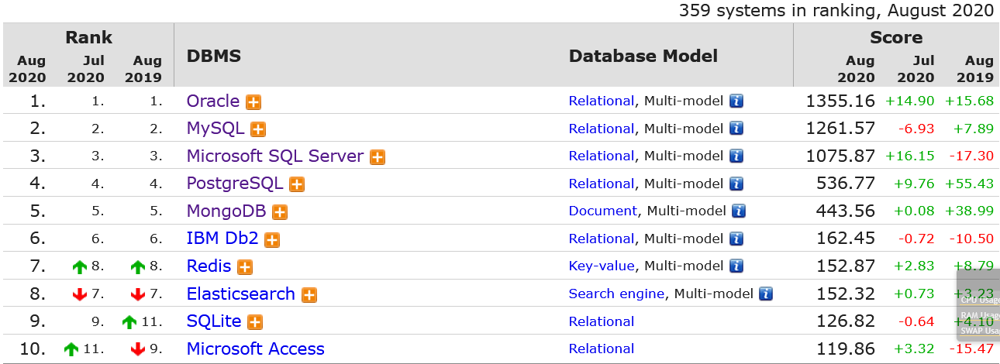 359 systems in ranking, August 2020
Rank DBMS Database Model Score
Aug 2020 Jul 2020 Aug 2019 Aug 2020 Jul 2020 Aug 2019
1. 1. 1. Oracle Relational, Multi-model 1355.16 +14.90 +15.68
2. 2. 2. MySQL Relational, Multi-model 1261.57 -6.93 +7.89
3. 3. 3. Microsoft SQL Server Relational, Multi-model 1075.87 +16.15 -17.30
4. 4. 4. PostgreSQL Relational, Multi-model 536.77 +9.76 +55.43
5. 5. 5. MongoDB Document, Multi-model 443.56 +0.08 +38.99
6. 6. 6. IBM Db2 Relational, Multi-model 162.45 -0.72 -10.50
7. 8. 8. Redis Key-value, Multi-model 152.87 +2.83 +8.79
8. 7. 7. Elasticsearch Search engine, Multi-model 152.32 +0.73 +3.23
CPU Usage
9. 9. 11. SQLite Relational 126.82 -0.64 +4.10
RAM Usage
SWAP Usa
10. 11. 9. Microsoft Access Relational 119.86 +3.32 -15.47